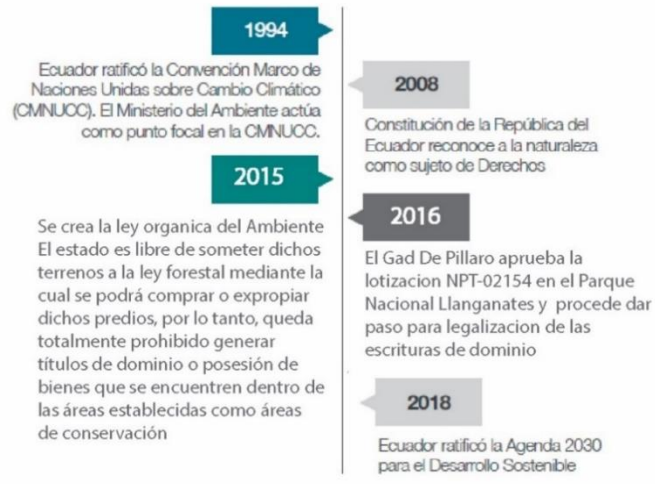 1994
Ecuador ratificó la Convención Marco de
Naciones Unidas sobre Cambio Climático
(CMNUCC). El Ministerio del Ambiente actúa
como punto focal en la CMNUCC.
2008
Constitución de la República del
Ecuador reconoce a la naturaleza
como sujeto de Derechos
2015
Se crea la ley organica del Ambiente
El estado es libre de someter dichos
terrenos a la ley forestal mediante la
cual se podrá comprar o expropiar
dichos predios, por lo tanto, queda
totalmente prohibido generar
títulos de dominio o posesión de
bienes que se encuentren dentro de
las áreas establecidas como áreas
de conservación
2016
El Gad De Pillaro aprueba la
lotizacion NPT-02154 en el Parque
Nacional Llanganates y procede dar
paso para legalizacion de las
escrituras de dominio
2018
Ecuador ratificó la Agenda 2030
para el Desarrollo Sostenible